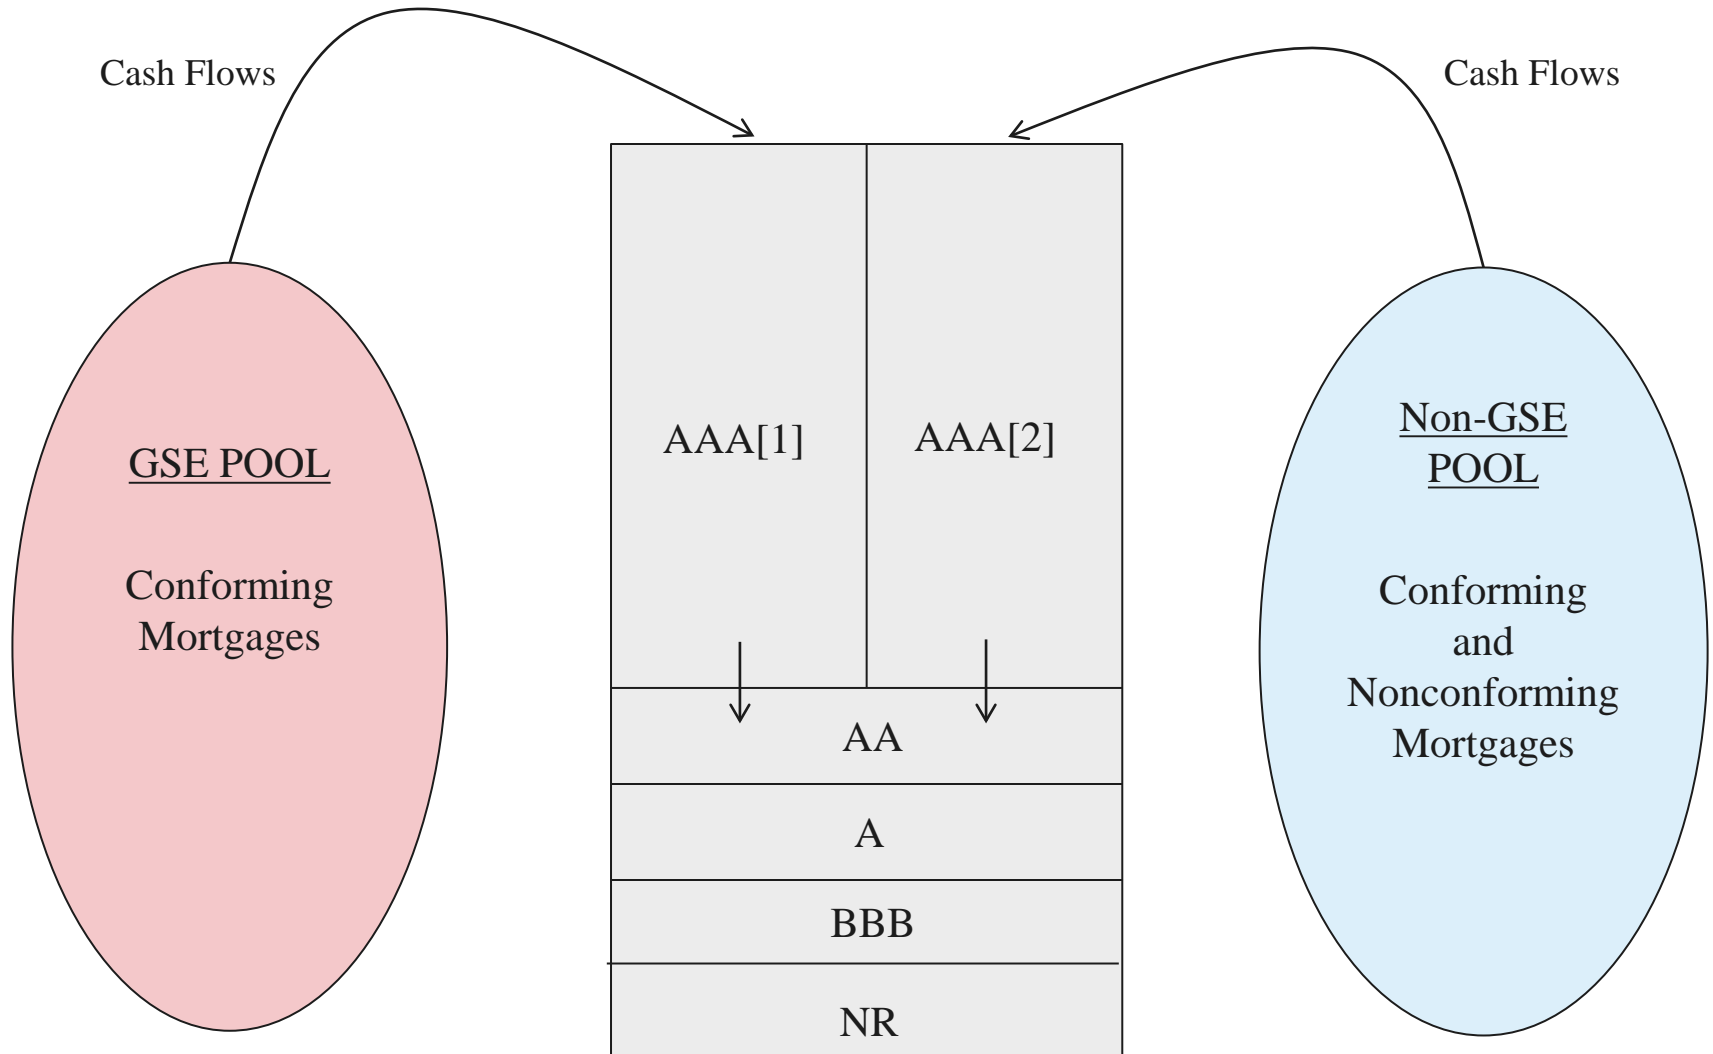 Cash Flows
Cash Flows
GSE POOL
Conforming
Mortgages
AAA[1]
AAA[2]
AA
A
BBB
NR
Non-GSE
POOL
Conforming
and
Nonconforming
Mortgages